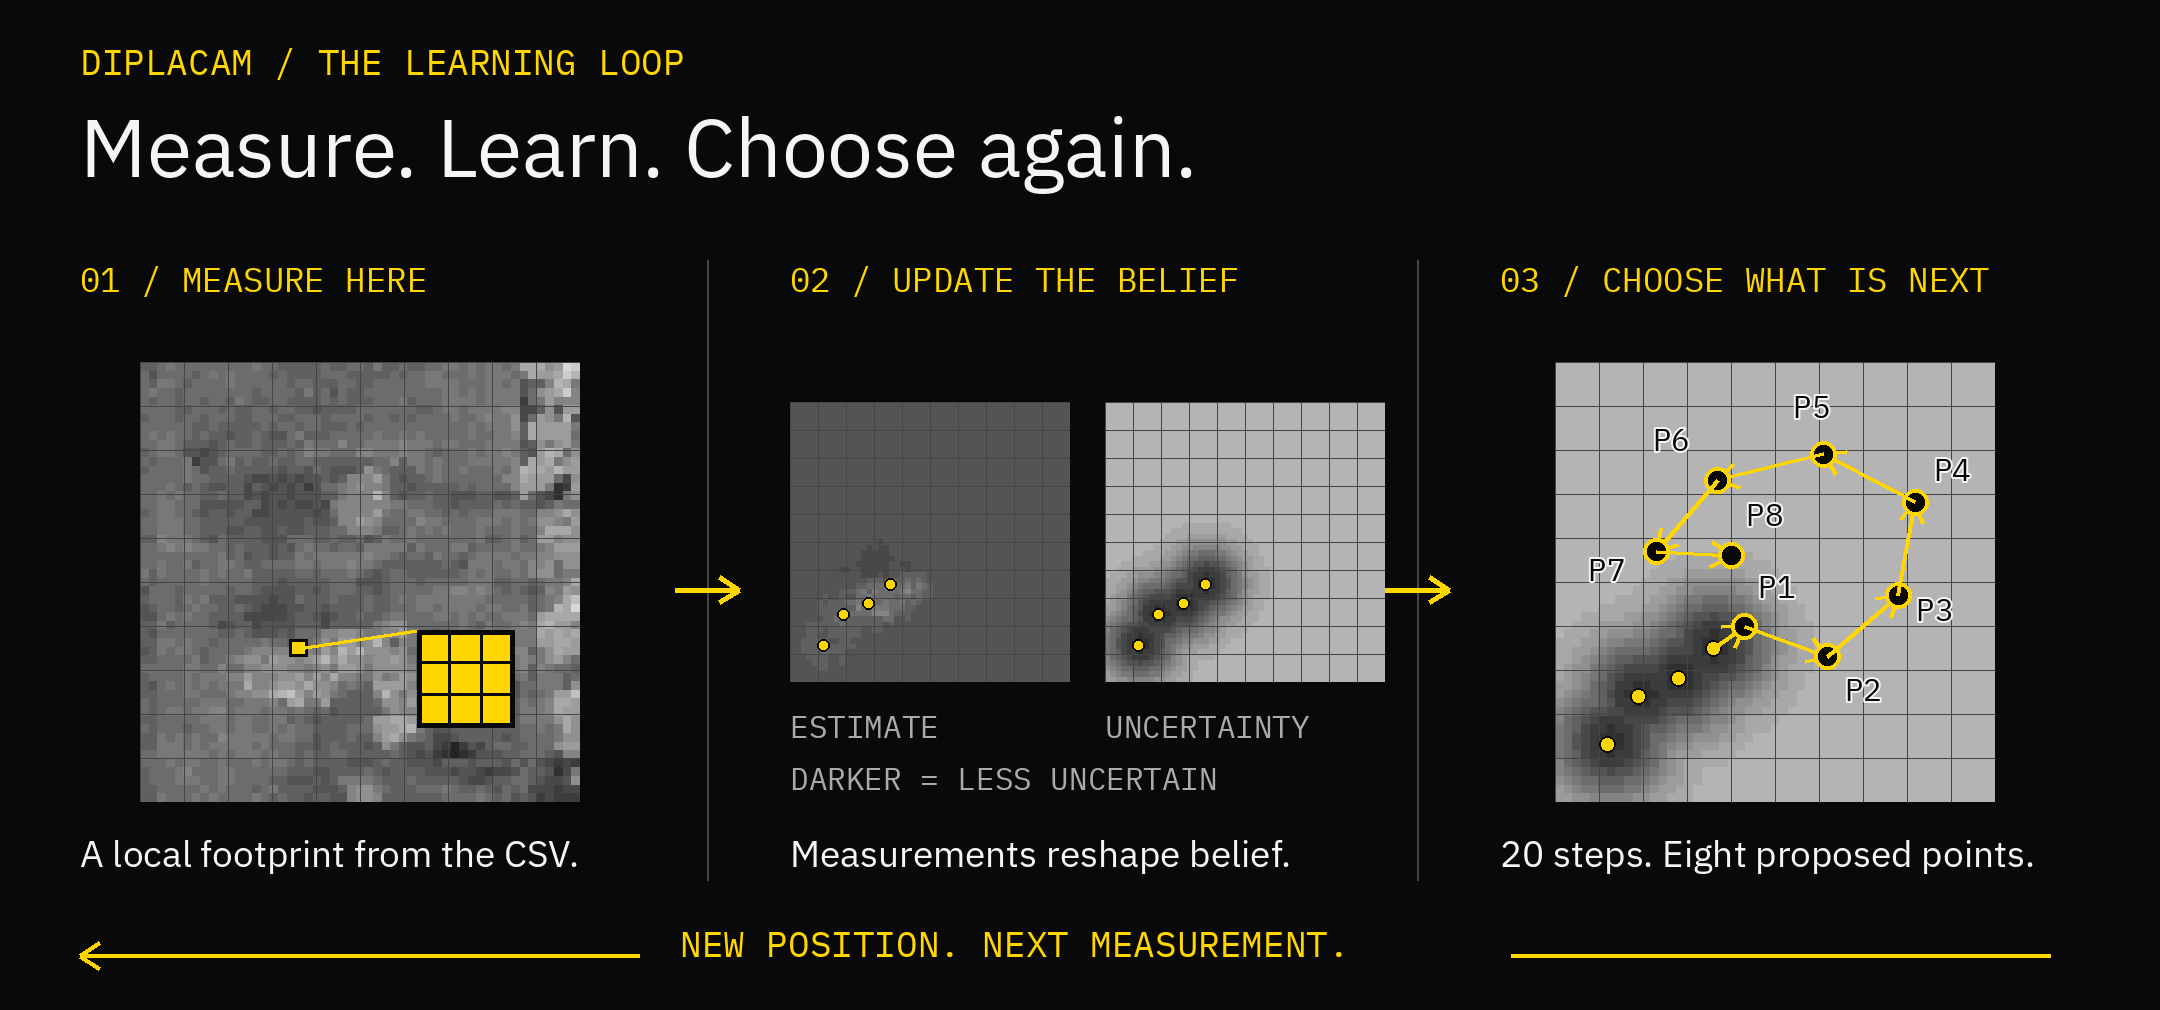 DIPLACAM / THE LEARNING LOOP
Measure. Learn. Choose again.
01 / MEASURE HERE
02 / UPDATE THE BELIEF
03 / CHOOSE WHAT IS NEXT
P5
P6
P4
P8
P7
P1
P3
P2
ESTIMATE
UNCERTAINTY
DARKER = LESS UNCERTAIN
A local footprint from the CSV.
Measurements reshape belief.
20 steps. Eight proposed points.
NEW POSITION. NEXT MEASUREMENT.